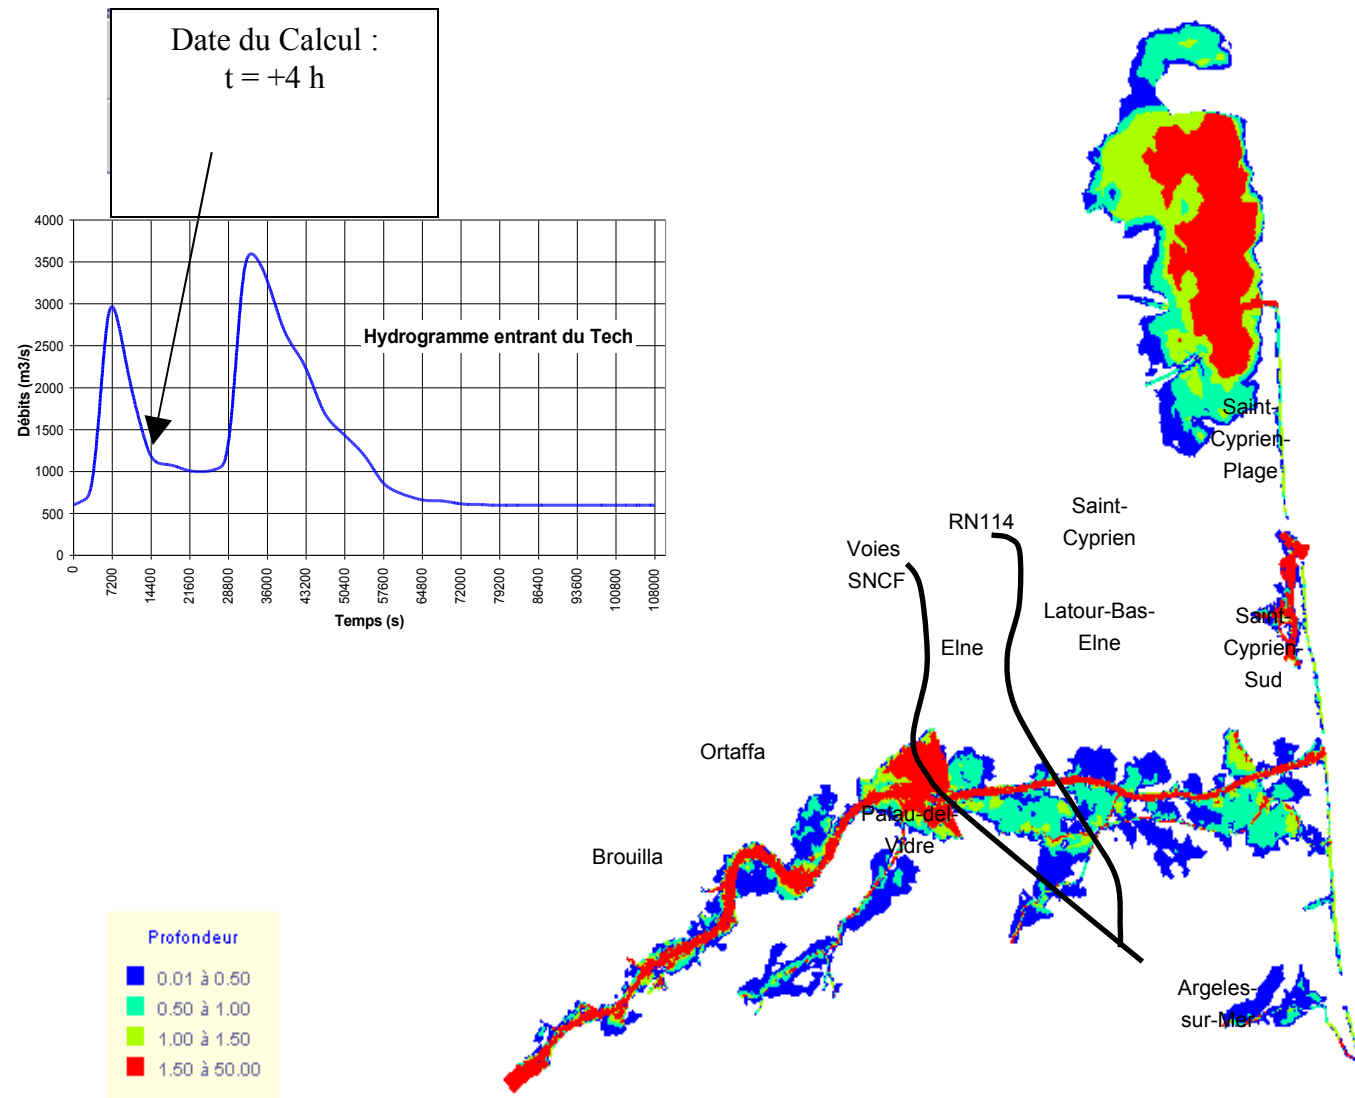 Date du Calcul :
t = +4 h
4000
3500
3000
2500
2000
1500
1000
500
0
Débits (m3/s)
Hydrogramme entrant du Tech
0
7200
14400
21600
28800
36000
43200
50400
57600
64800
72000
79200
86400
93600
100800
108000
Temps (s)
Saint-
Cyprien-
Plage
Saint-
Cyprien
RN114
Voies
SNCF
Latour-Bas-
Elne
Elne
Saint-
Cyprien-
Sud
Ortaffa
Palau-del-
Vidre
Brouilla
Argeles-
sur-Mer
Profondeur
0.01 à 0.50
0.50 à 1.00
1.00 à 1.50
1.50 à 50.00